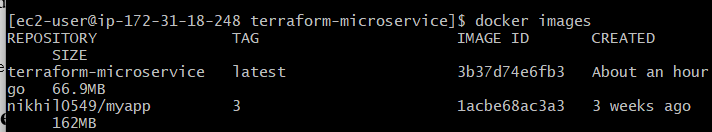 [ec2-user@ip-172-31-18-248 terraform-microservice]$ docker images
REPOSITORY TAG IMAGE ID CREATED
SIZE
terraform-microservice latest 3b37d74e6fb3 About an hour
go 66.9MB
nikhil0549/myapp 3 1acbe68ac3a3 3 weeks ago
162MB